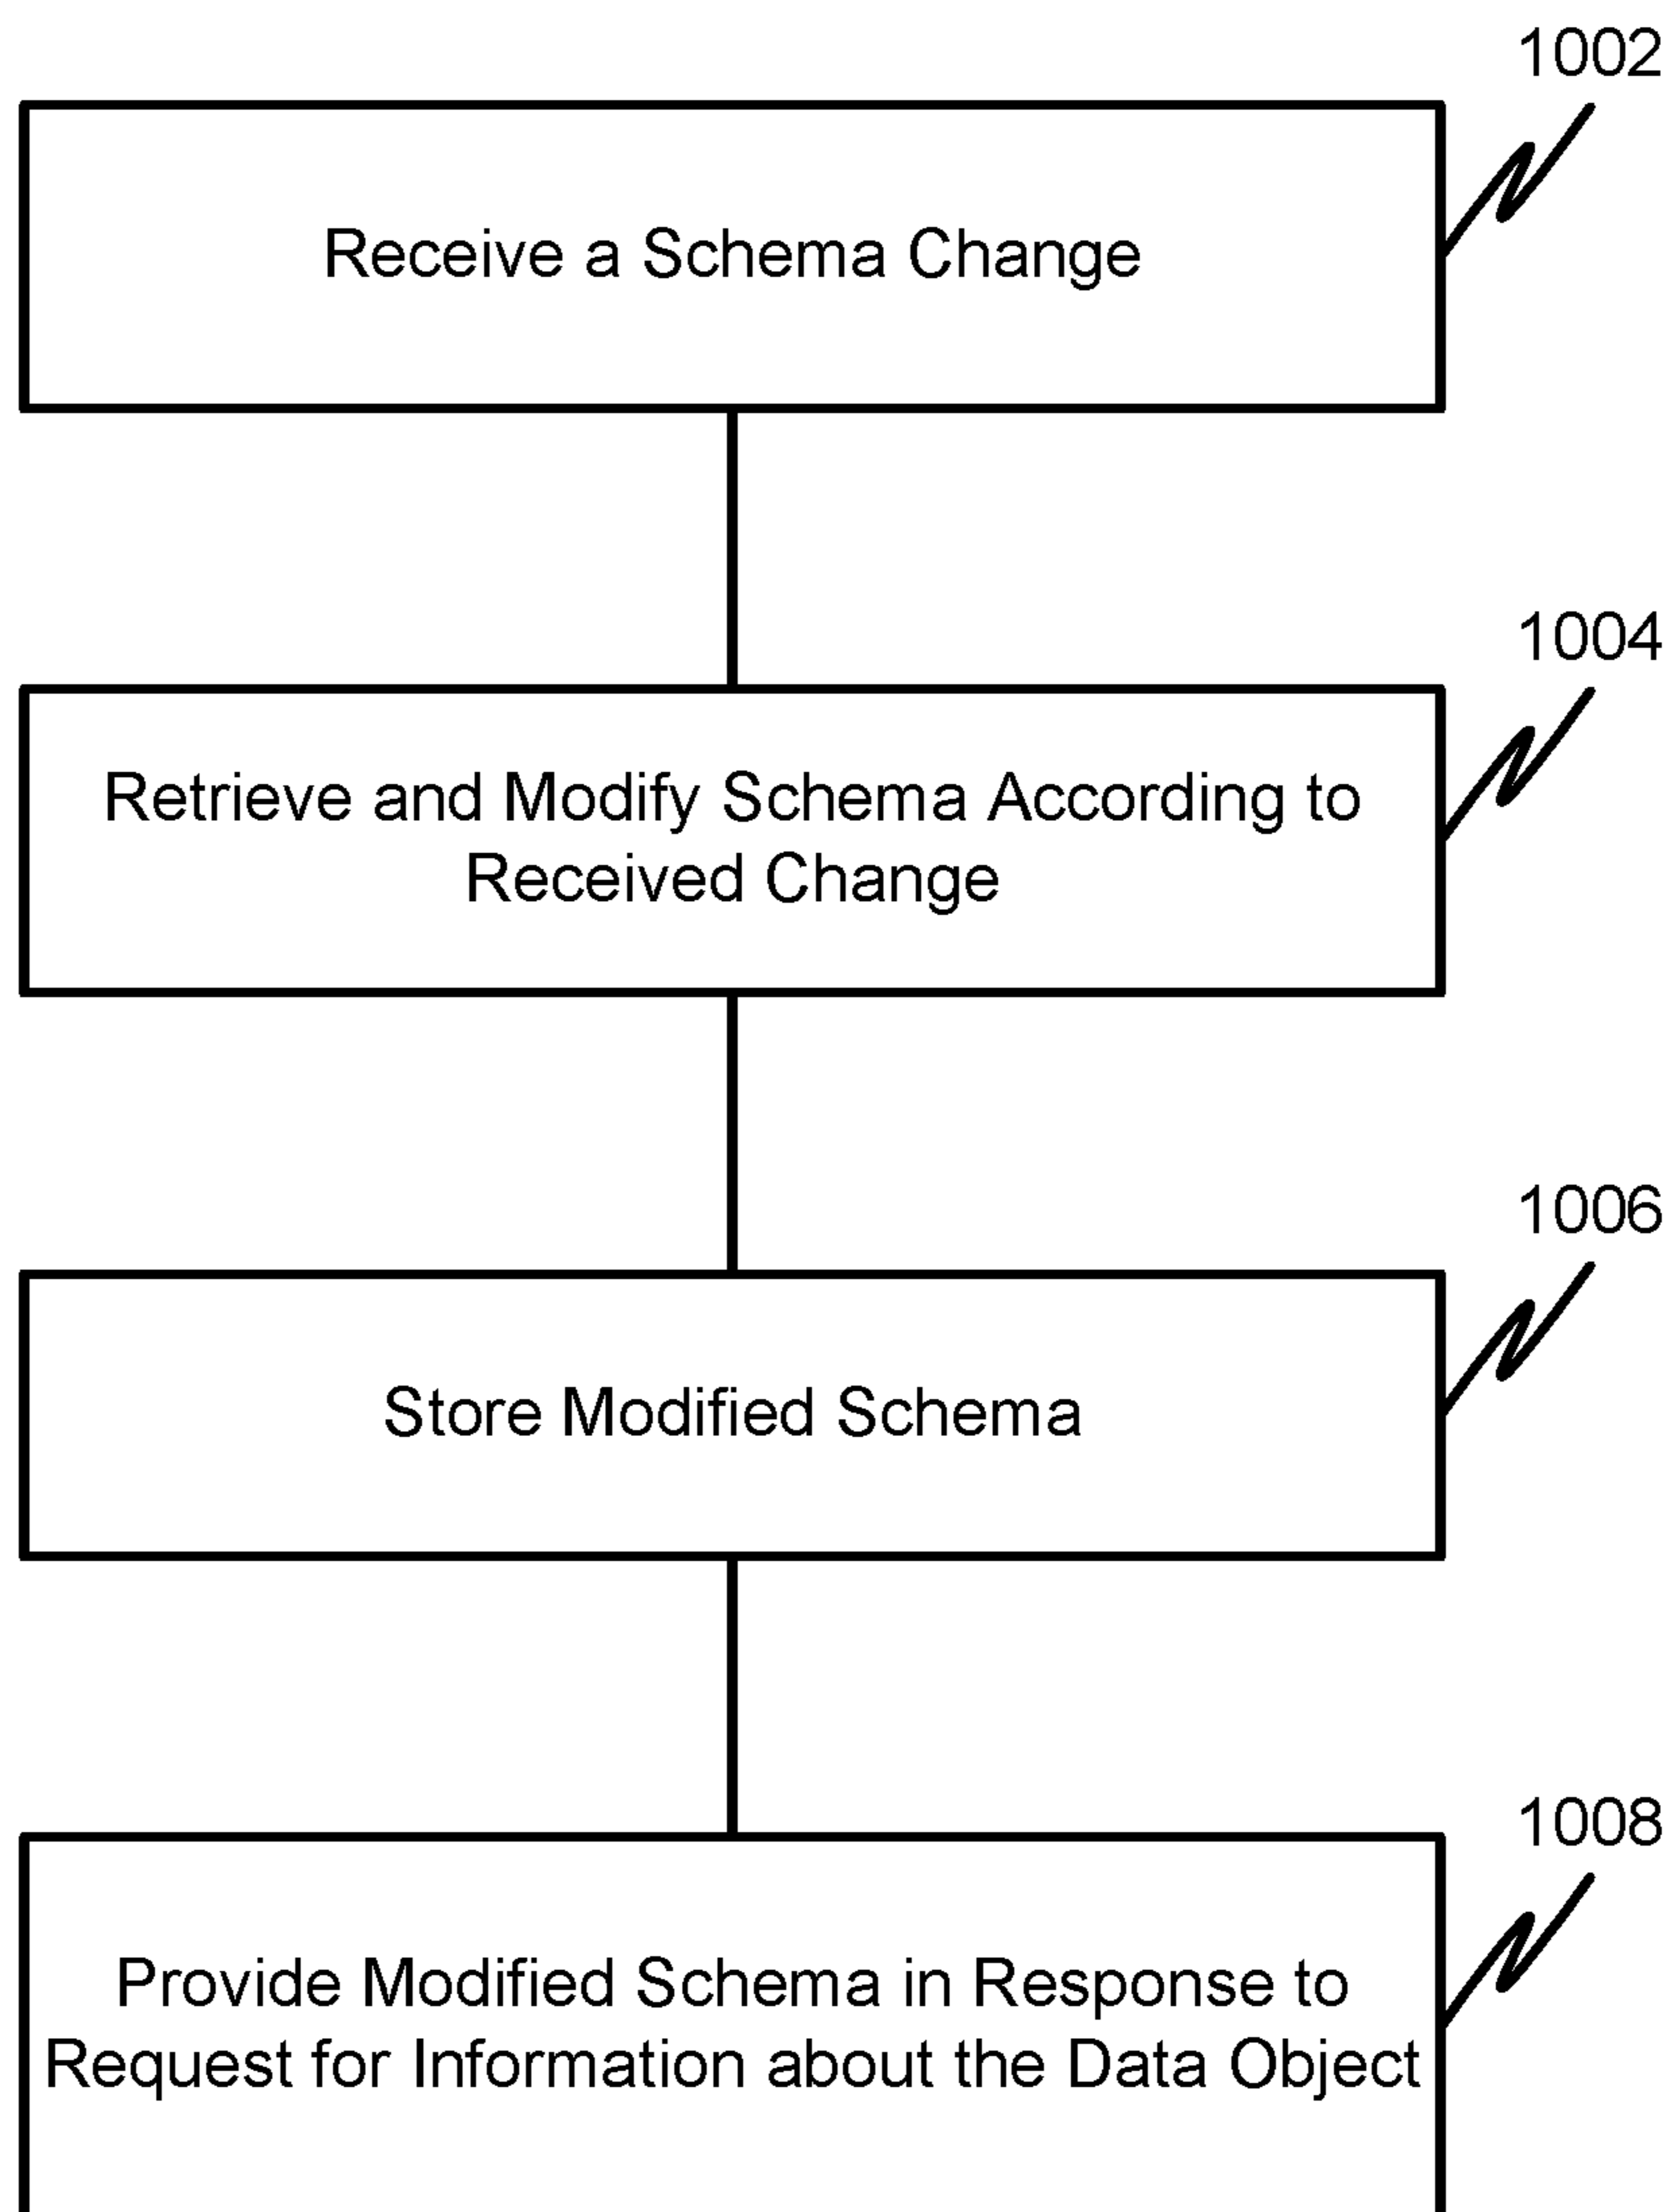 1002
Receive a Schema Change
1004
Retrieve and Modify Schema According to
Received Change
1006
Store Modified Schema
1008
Provide Modified Schema in Response to
Request for Information about the Data Object